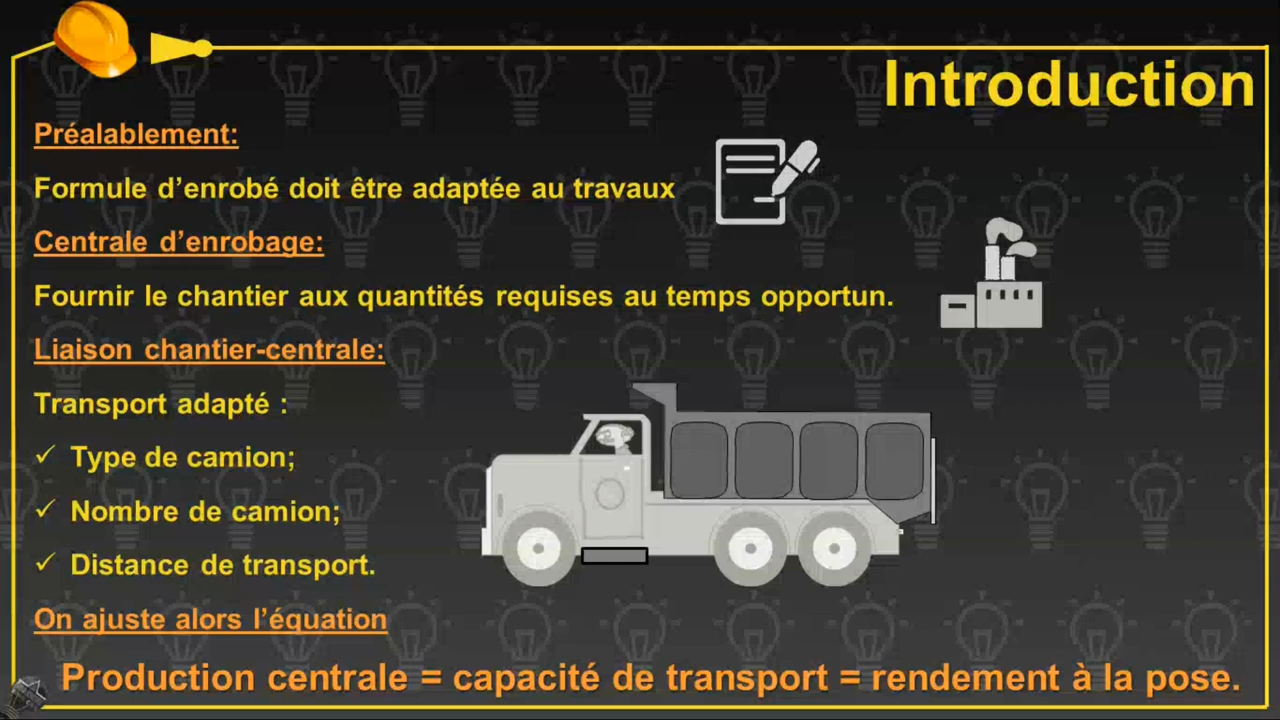 Introduction
Préalablement:
Formule d’enrobé doit être adaptée au travaux
Centrale d’enrobage:
Fournir le chantier aux quantités requises au temps opportun.
Liaison chantier-centrale:
Transport adapté :
✓ Type de camion;
✓ Nombre de camion;
✓ Distance de transport.
On ajuste alors l’équation
Production centrale = capacité de transport = rendement à la pose.